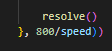 resolve()
}, 800/speed))